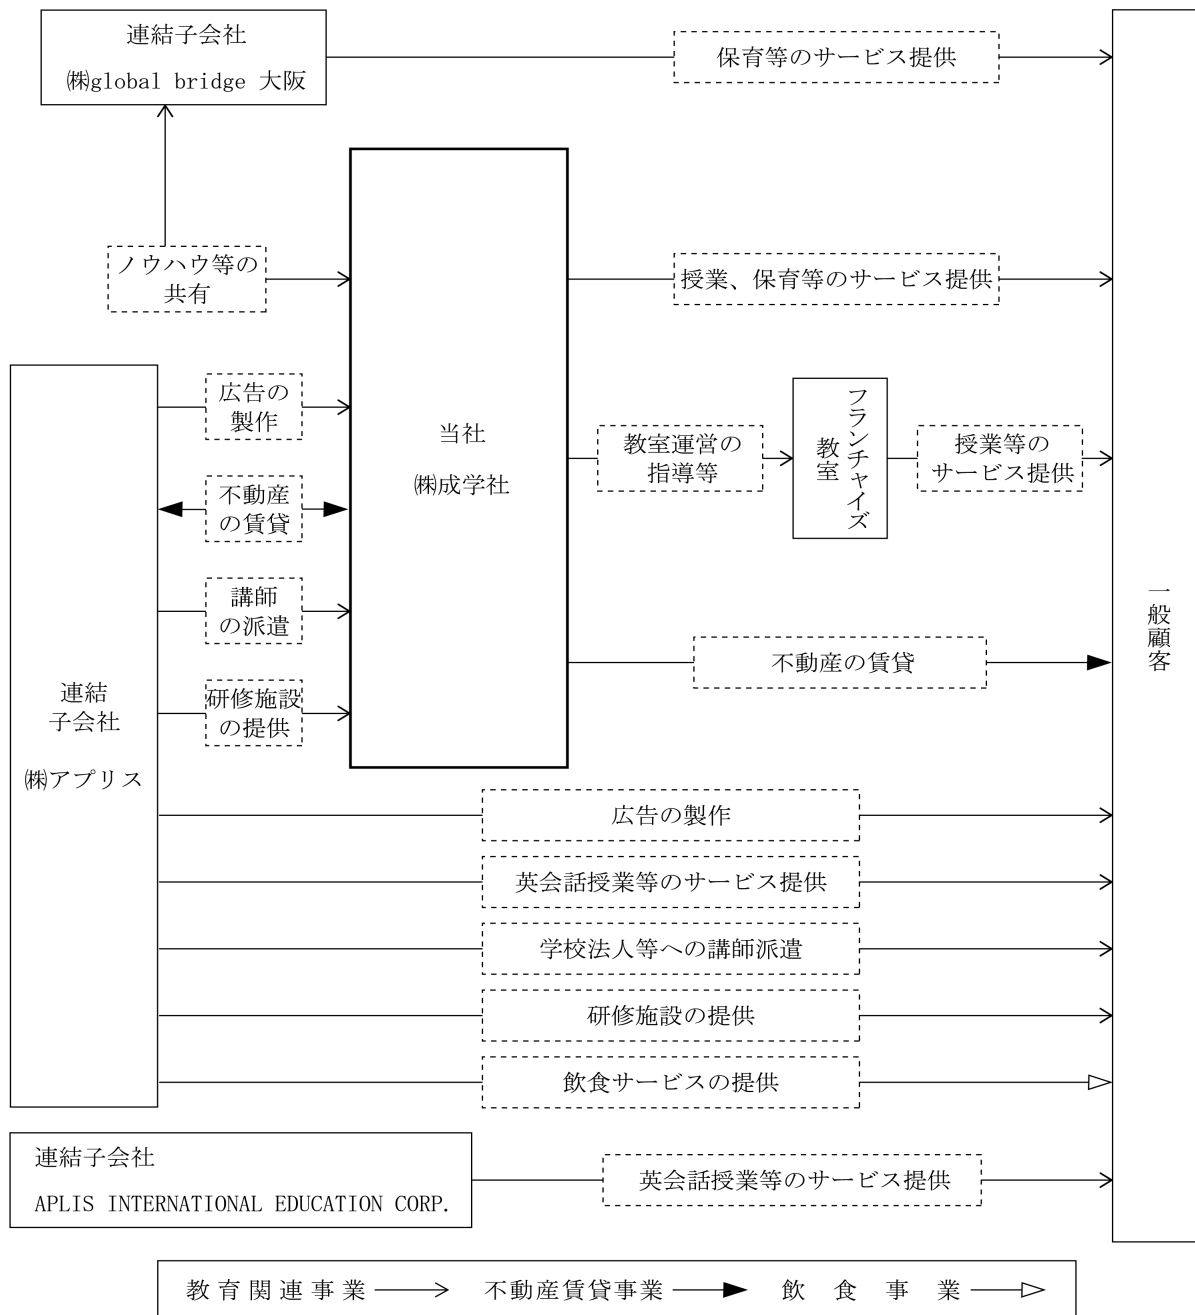 連結子会社
㈱global bridge 大阪
保育等のサービス提供
ノウハウ等の
共有
授業、保育等のサービス提供
広告の
製作
当社
㈱成学社
教室運営の
指導等
フランチャイズ
教室
授業等の
サービス提供
不動産
の賃貸
講師
の派遣
不動産の賃貸
研修施設
の提供
一般顧客
連結
子会社
㈱アプリス
広告の製作
英会話授業等のサービス提供
学校法人等への講師派遣
研修施設の提供
飲食サービスの提供
連結子会社
APLIS INTERNATIONAL EDUCATION CORP.
英会話授業等のサービス提供
教育関連事業
不動産賃貸事業
飲食事業